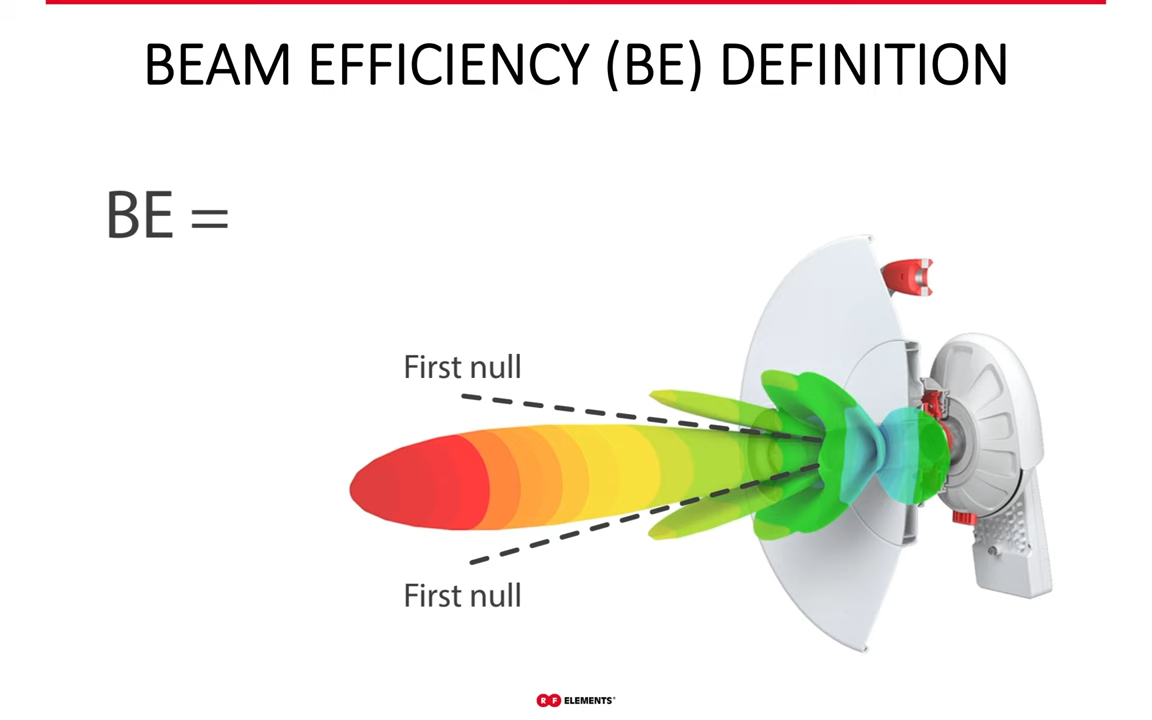 BEAM EFFICIENCY (BE) DEFINITION
BE =
First null
First null
RF ELEMENTS®